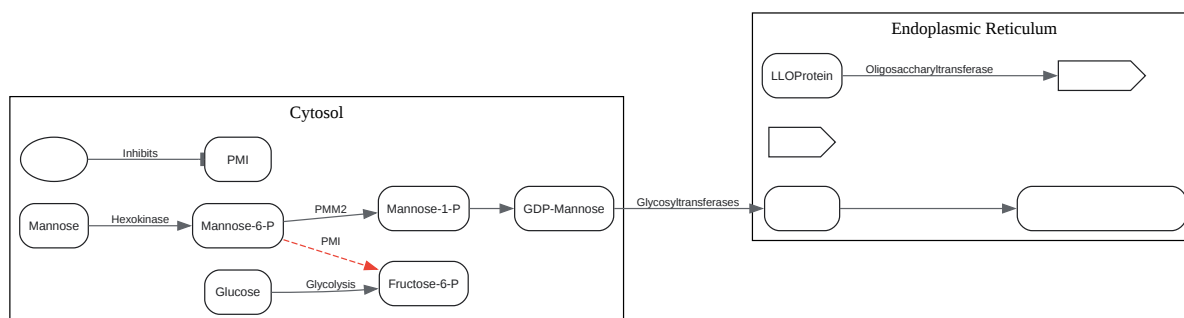 Endoplasmic Reticulum
LLOProtein
Oligosaccharyltransferase
Cytosol
Inhibits
PMI
Mannose
Hexokinase
Mannose-6-P
PMM2
Mannose-1-P
GDP-Mannose
Glycosyltransferases
PMI
Glucose
Glycolysis
Fructose-6-P